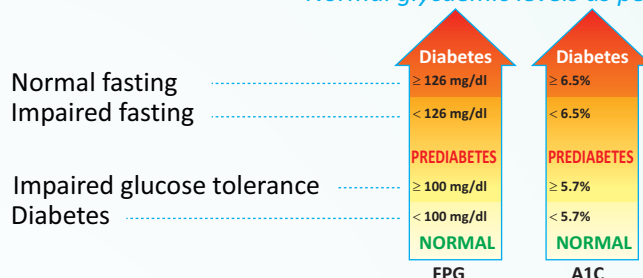 Normal glycaemic levels as
Diabetes Diabetes
Normal fasting ≥ 126 mg/dl ≥ 6.5%
Impaired fasting < 126 mg/dl < 6.5%
PREDIABETES PREDIABETES
Impaired glucose tolerance ≥ 100 mg/dl ≥ 5.7%
Diabetes < 100 mg/dl < 5.7%
NORMAL NORMAL
FPG A1C